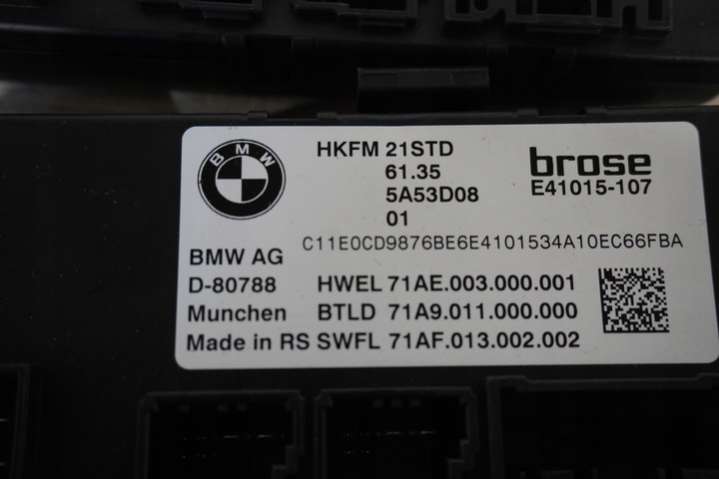 BMW
HKFM 21STD
brose
61.35
E41015-107
5A53D08
01
C11E0CD9876BE6E4101534A10EC66FBA
BMW AG
D-80788 HWEL 71AE.003.000.001
Munchen BTLD 71A9.011.000.000
Made in RS SWFL 71AF.013.002.002